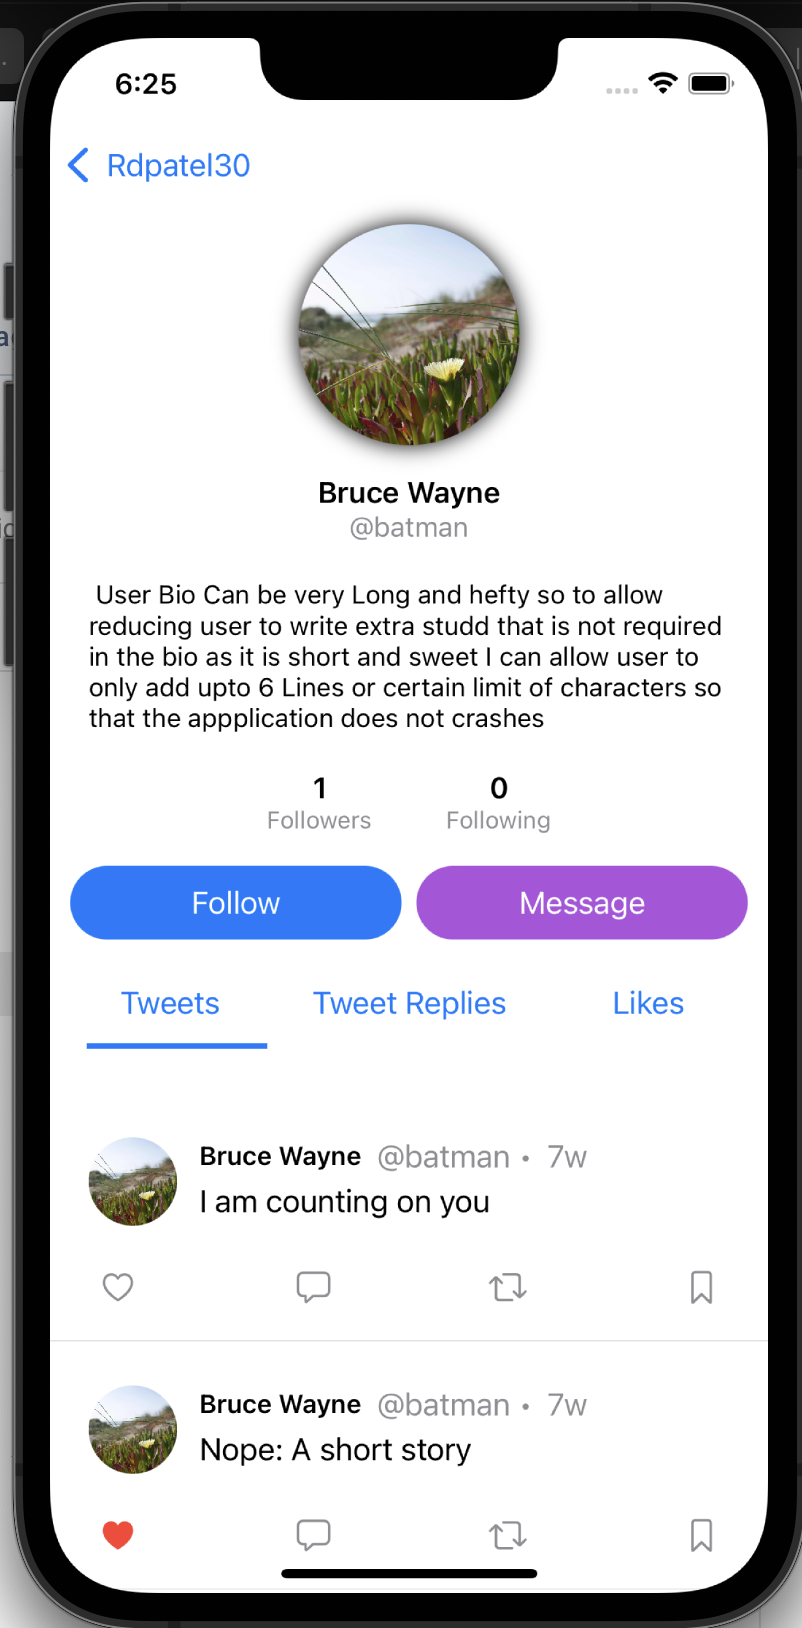 6:25
Rdpatel30
Bruce Wayne
@batman
User Bio Can be very Long and hefty so to allow
reducing user to write extra studd that is not required
in the bio as it is short and sweet I can allow user to
only add upto 6 Lines or certain limit of characters so
that the appplication does not crashes
1 0
Followers Following
Follow Message
Tweets Tweet Replies Likes
Bruce Wayne @batman • 7w
I am counting on you
Bruce Wayne @batman • 7w
Nope: A short story